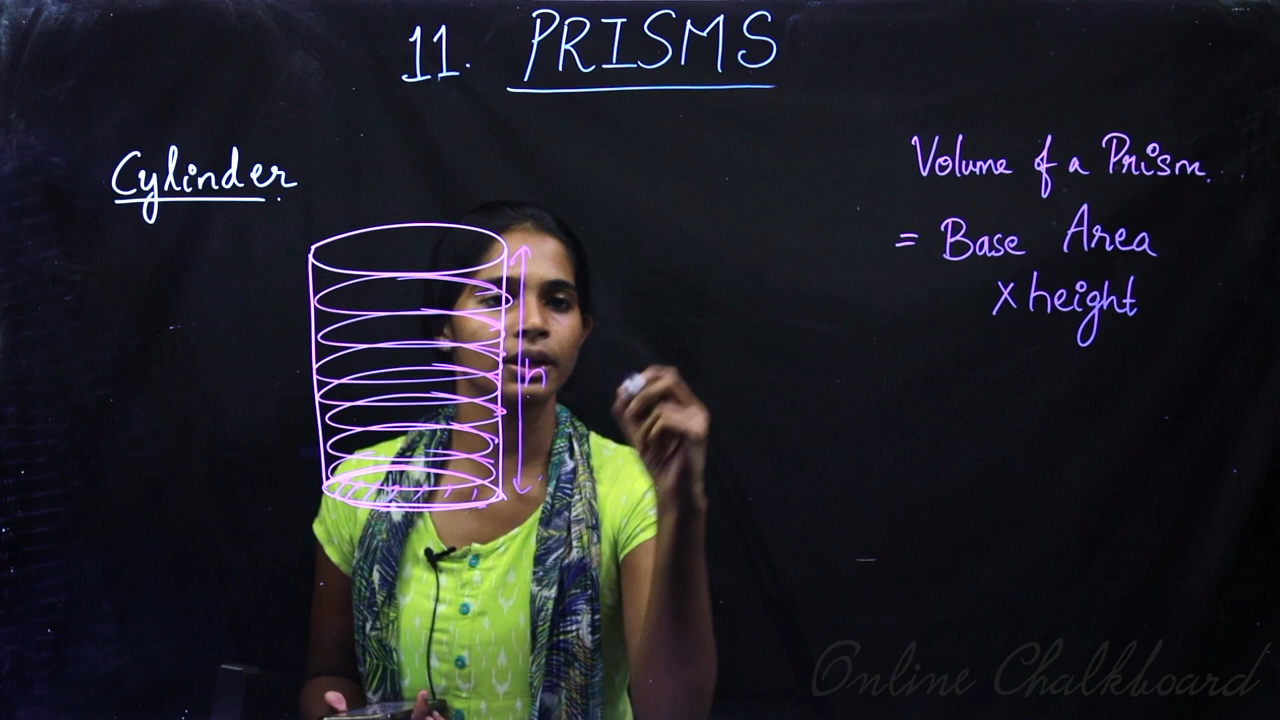 11. PRISMS
Cylinder
h
Volume of a Prism.
= Base Area
x height
Online Chalkboard